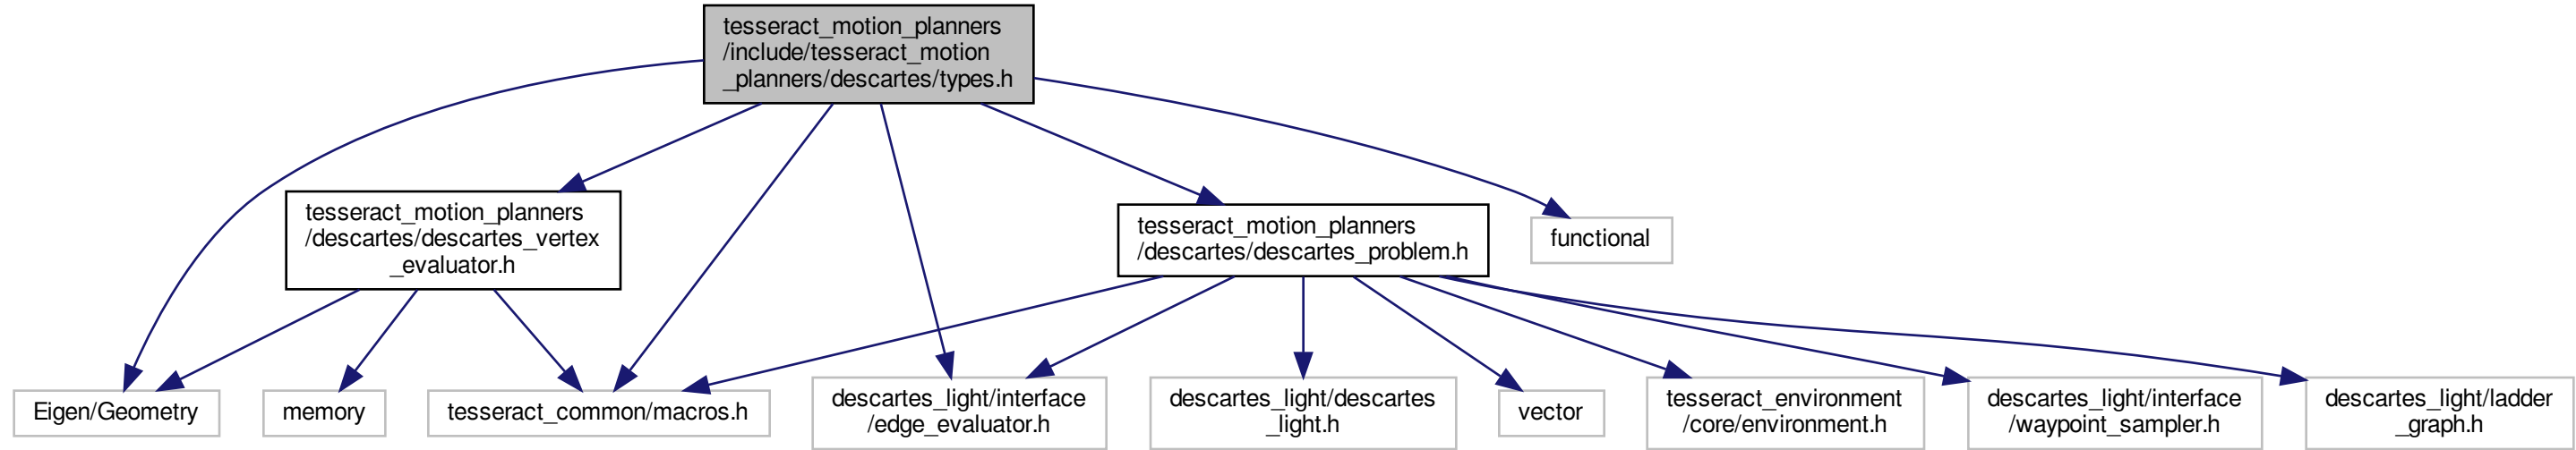 tesseract_motion_planners
/include/tesseract_motion
_planners/descartes/types.h
tesseract_motion_planners
/descartes/descartes_vertex
_evaluator.h
tesseract_motion_planners
/descartes/descartes_problem.h
functional
Eigen/Geometry
memory
tesseract_common/macros.h
descartes_light/interface
/edge_evaluator.h
descartes_light/descartes
_light.h
vector
tesseract_environment
/core/environment.h
descartes_light/interface
/waypoint_sampler.h
descartes_light/ladder
_graph.h